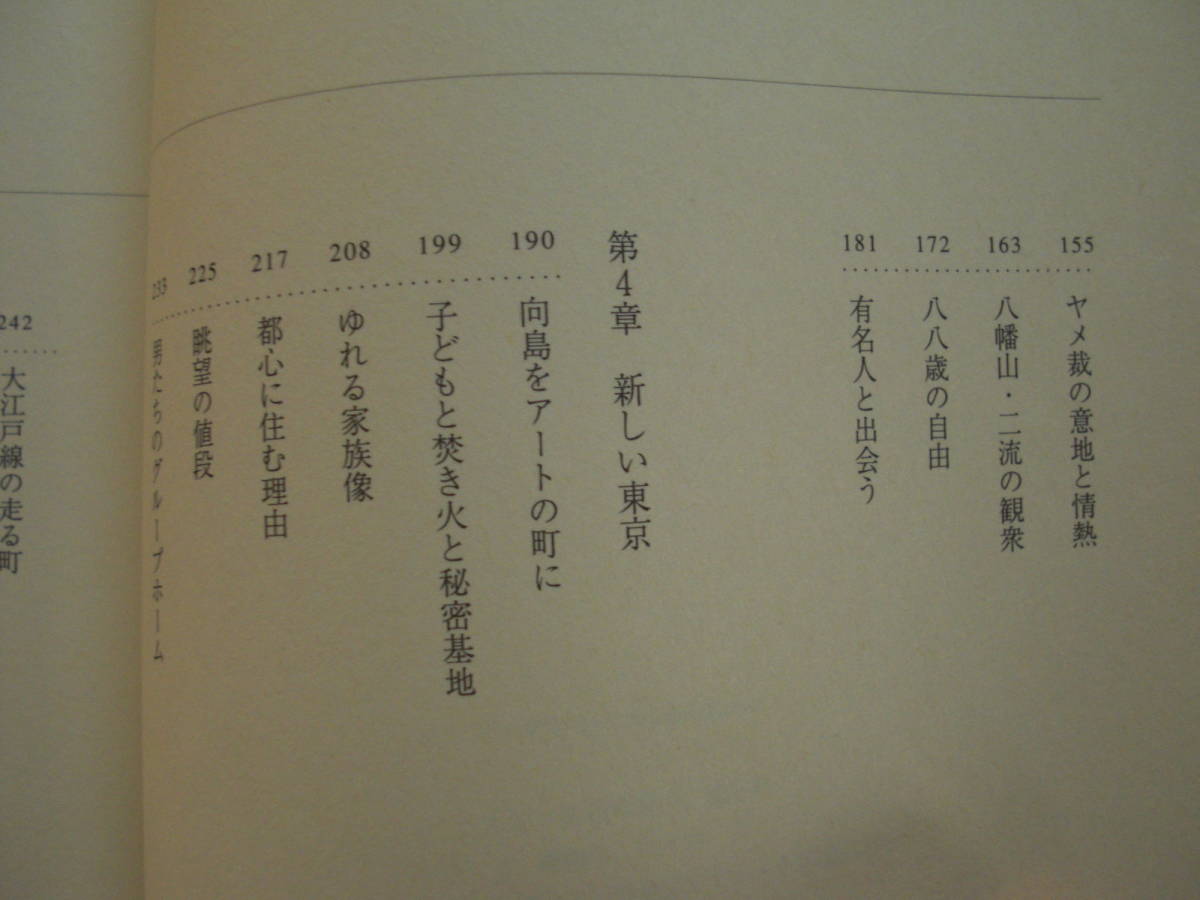 155 ヤメ裁の意地と情熱
163 八幡山・二流の観衆
172 八八歳の自由
181 有名人と出会う
第4章 新しい東京
190 向島をアートの町に
199 子どもと焚き火と秘密基地
208 ゆれる家族像
217 都心に住む理由
225 眺望の値段
233 男たちのグループホーム
242 大江戸線の走る町